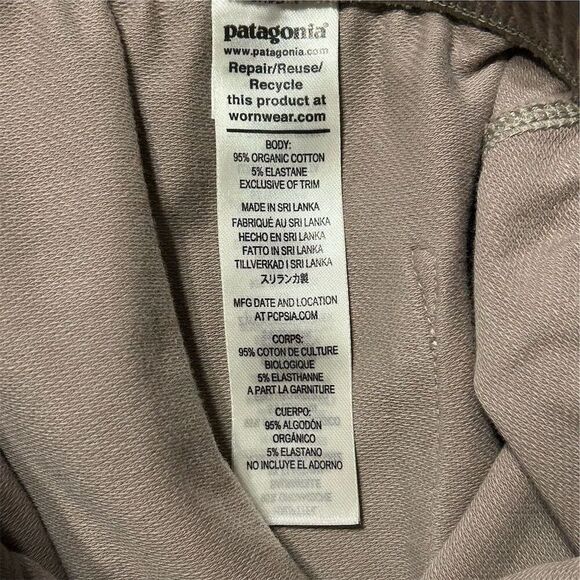 patagonia®
www.patagonia.com
Repair/Reuse/
Recycle
this product at
wornwear.com
BODY:
95% ORGANIC COTTON
5% ELASTANE
EXCLUSIVE OF TRIM
MADE IN SRI LANKA
FABRIQUÉ AU SRI LANKA
HECHO EN SRI LANKA
FATTO IN SRI LANKA
TILLVERKAD I SRI LANKA
スリランカ製
MFG DATE AND LOCATION
AT PCPSIA.COM
CORPS:
95% COTON DE CULTURE
BIOLOGIQUE
5% ELASTHANNE
A PART LA GARNITURE
CUERPO:
95% ALGODÓN
ORGÁNICO
5% ELASTANO
NO INCLUYE EL ADORNO